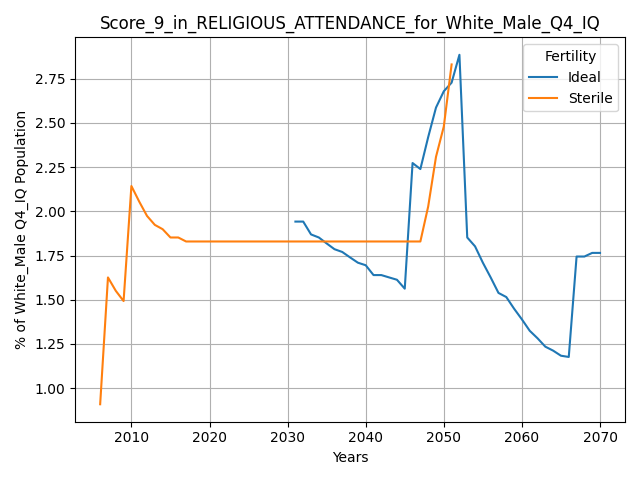 Score_9_in_RELIGIOUS_ATTENDANCE_for_White_Male_Q4_IQ
Fertility
Ideal
Sterile
% of White_Male Q4_IQ Population
2.75
2.50
2.25
2.00
1.75
1.50
1.25
1.00
2010 2020 2030 2040 2050 2060 2070
Years